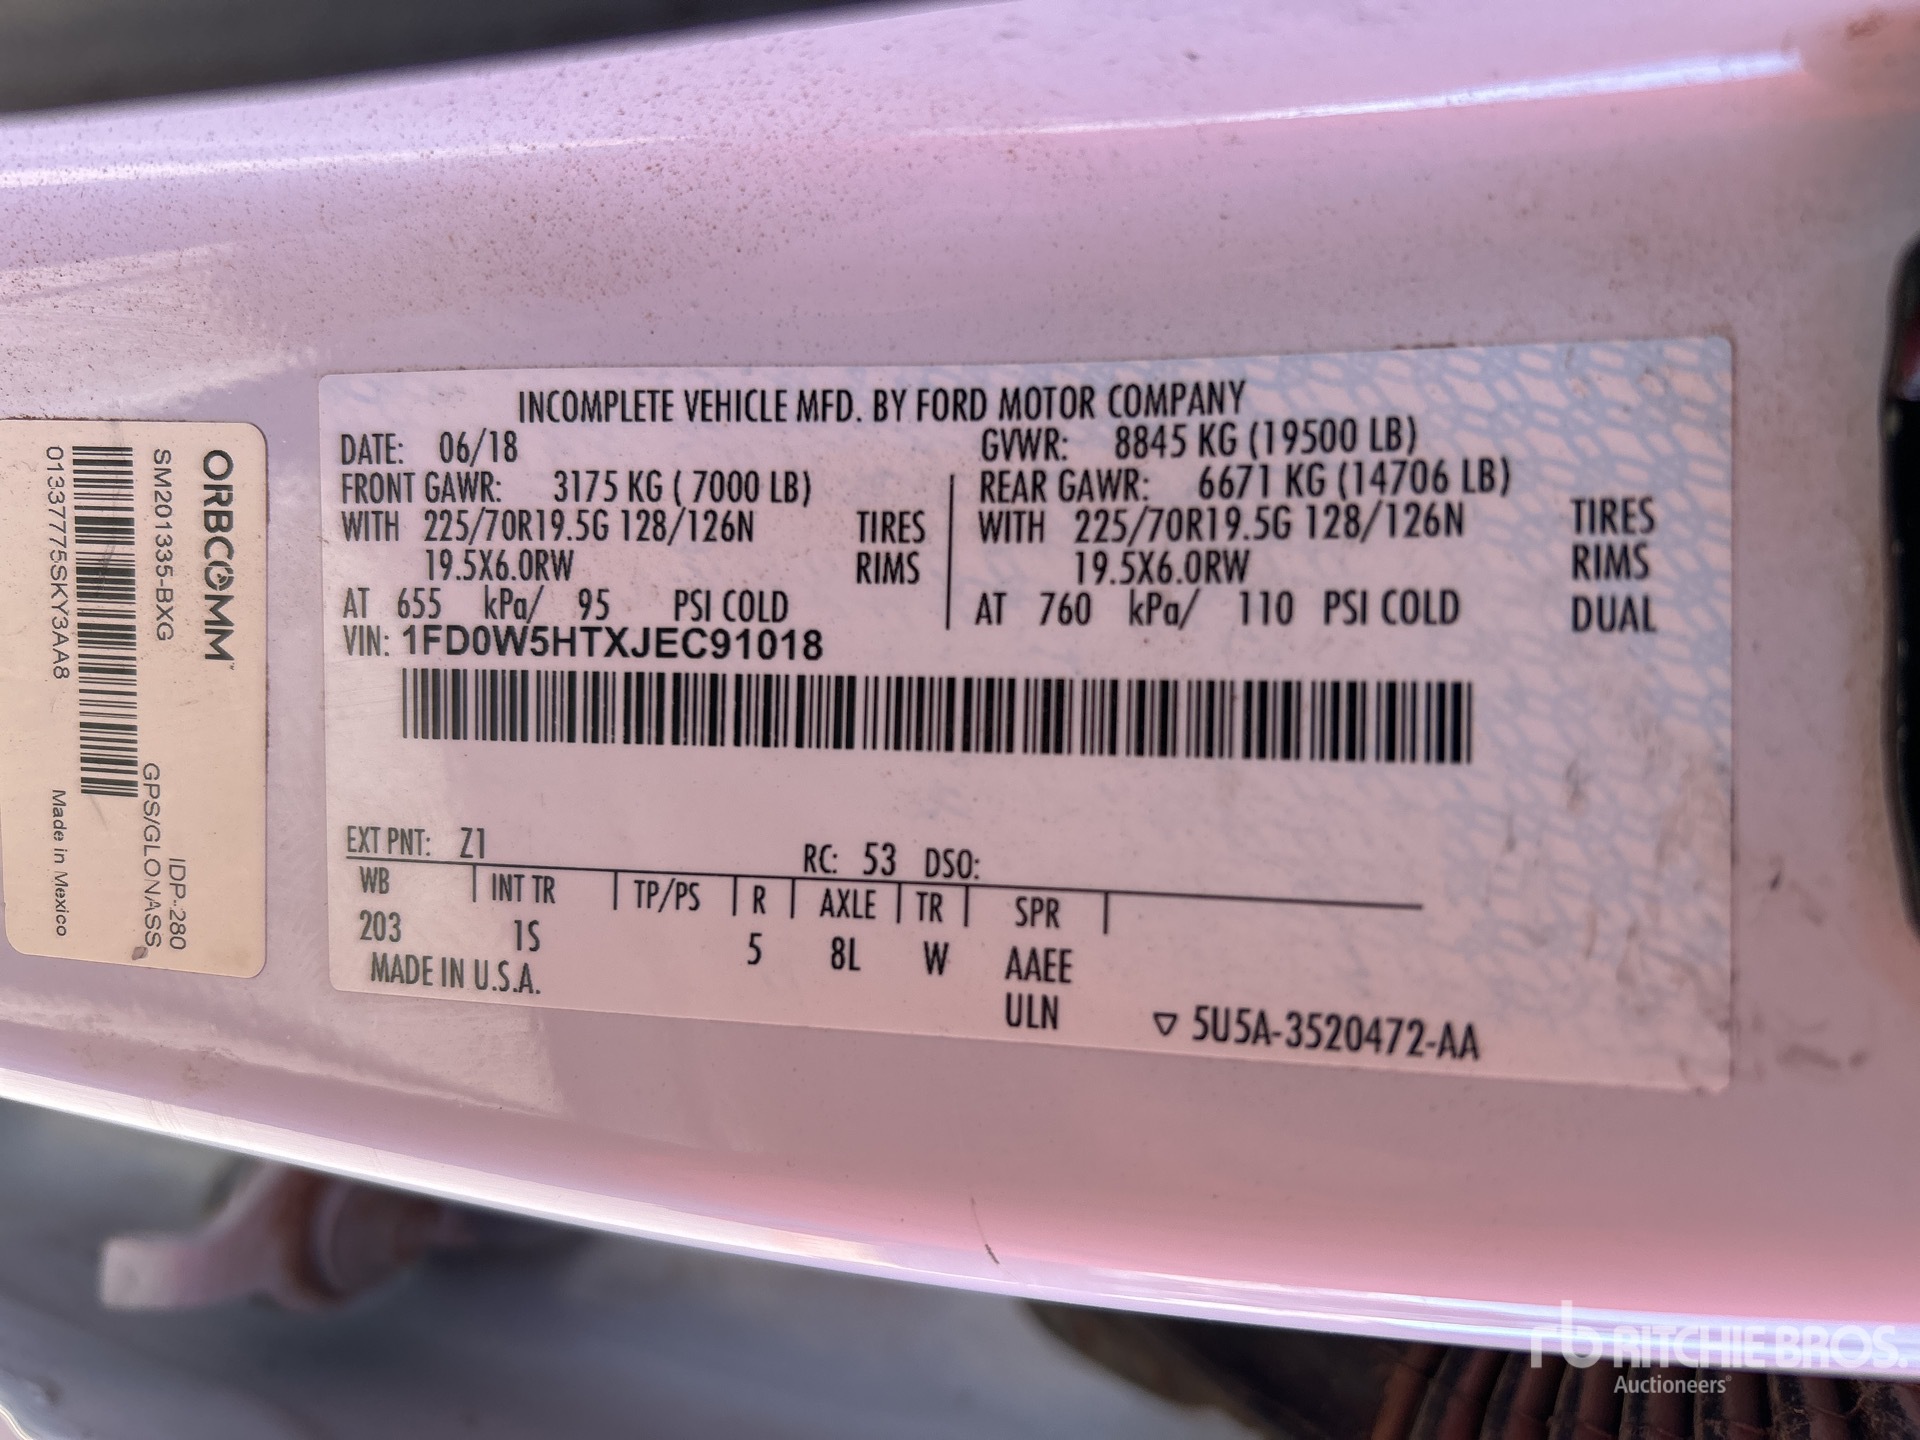 INCOMPLETE VEHICLE MFD. BY FORD MOTOR COMPANY
DATE: 06/18 GVWR: 8845 KG (19500 LB)
FRONT GAWR: 3175 KG ( 7000 LB) REAR GAWR: 6671 KG (14706 LB)
WITH 225/70R19.5G 128/126N TIRES WITH 225/70R19.5G 128/126N TIRES
19.5X6.0RW RIMS 19.5X6.0RW RIMS
AT 655 kPa/ 95 PSI COLD AT 760 kPa/ 110 PSI COLD DUAL
VIN: 1FD0W5HTXJEC91018
EXT PNT: Z1 RC: 53 DSO:
WB INT TR TP/PS R AXLE TR SPR
203 1S 5 8L W AAEE
MADE IN U.S.A. ULN
5U5A-3520472-AA
ORBCOMM™
SM201335-BXG IDP-280
GPS/GLONASS
01337775SKY3AA8 Made in Mexico
rb RITCHIE BROS.
Auctioneers